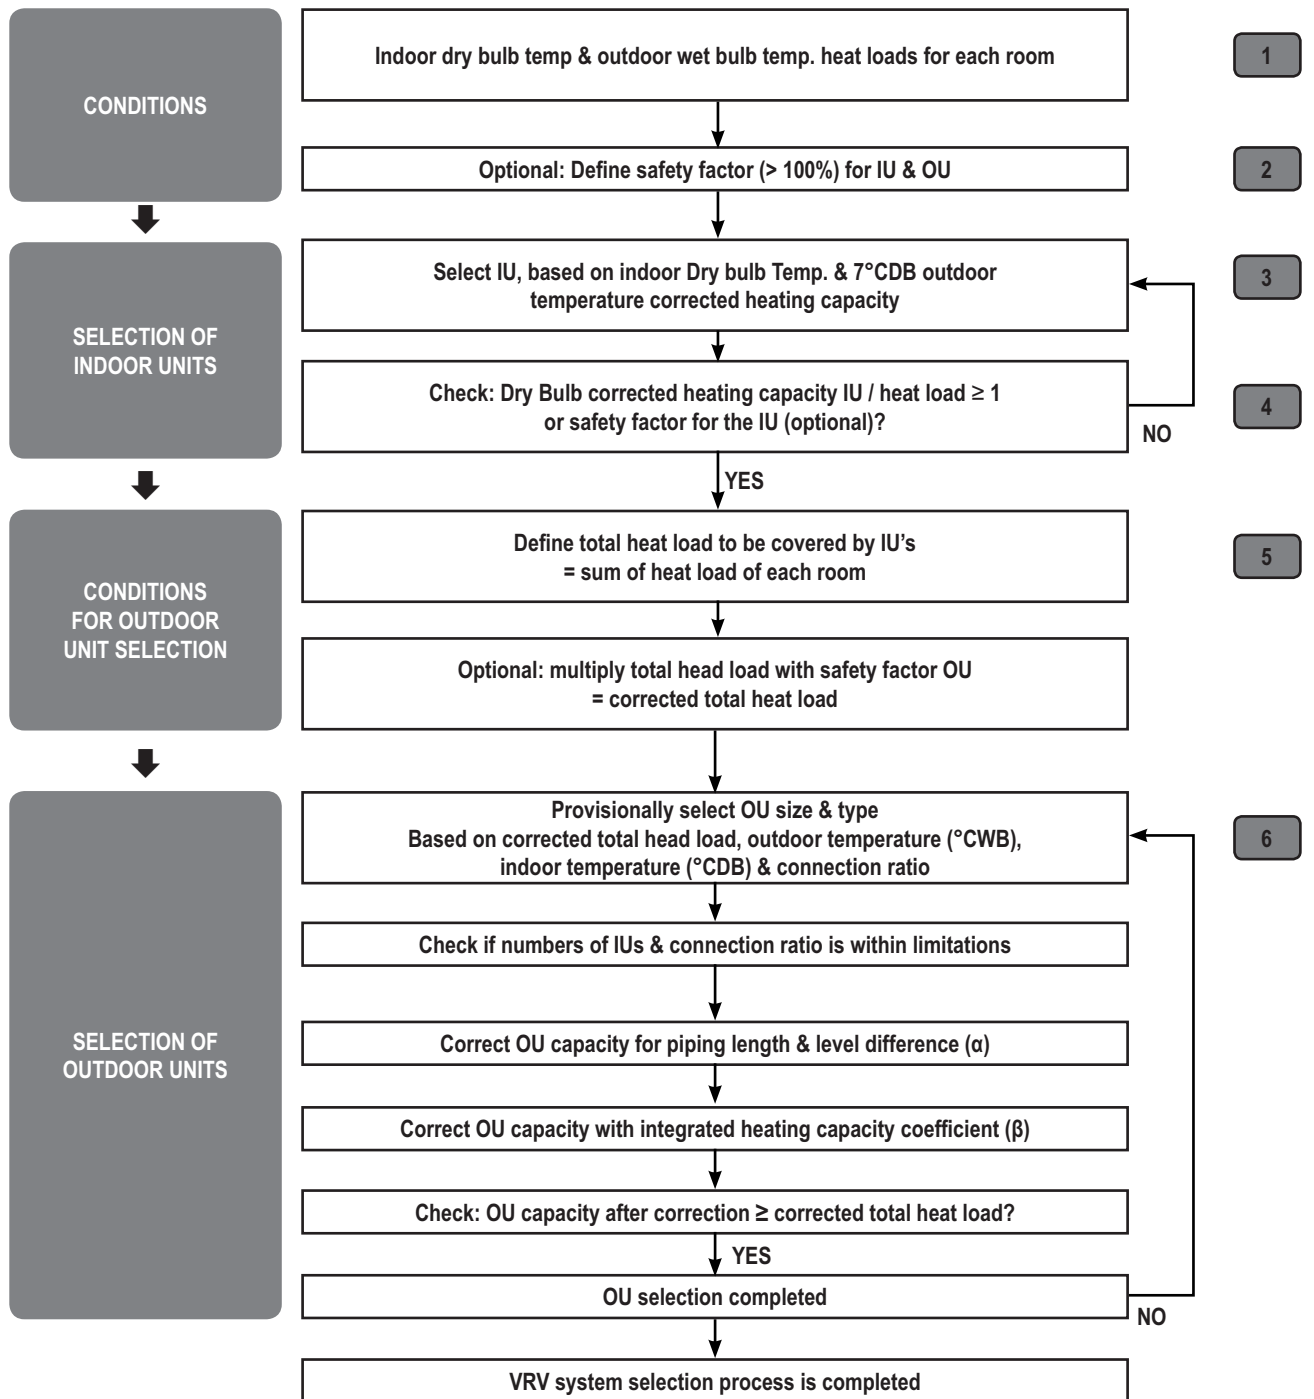 CONDITIONS
Indoor dry bulb temp & outdoor wet bulb temp. heat loads for each room
1
Optional: Define safety factor (> 100%) for IU & OU
2
SELECTION OF
INDOOR UNITS
Select IU, based on indoor Dry bulb Temp. & 7°CDB outdoor
temperature corrected heating capacity
3
Check: Dry Bulb corrected heating capacity IU / heat load ≥ 1
or safety factor for the IU (optional)?
4
NO
YES
CONDITIONS
FOR OUTDOOR
UNIT SELECTION
Define total heat load to be covered by IU's
= sum of heat load of each room
5
Optional: multiply total head load with safety factor OU
= corrected total heat load
SELECTION OF
OUTDOOR UNITS
Provisionally select OU size & type
Based on corrected total head load, outdoor temperature (°CWB),
indoor temperature (°CDB) & connection ratio
6
Check if numbers of IUs & connection ratio is within limitations
Correct OU capacity for piping length & level difference (α)
Correct OU capacity with integrated heating capacity coefficient (β)
Check: OU capacity after correction ≥ corrected total heat load?
YES
OU selection completed
NO
VRV system selection process is completed